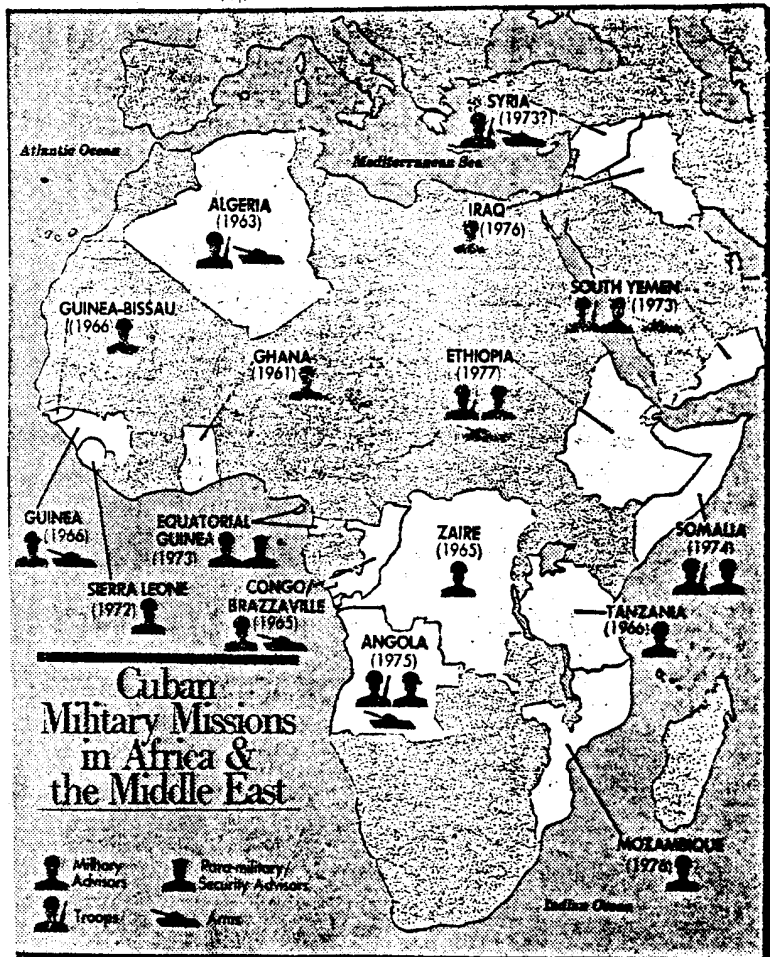 Atlantic Ocean
Mediterranean Sea
SYRIA
(1973?)
ALGERIA
(1963)
IRAQ
(1976)
SOUTH YEMEN
(1973)
GUINEA-BISSAU
(1966
GHANA
(1961)
ETHIOPIA
(1977)
GUINEA
(1966)
EQUATORIAL
GUINEA
(1973)
ZAIRE
(1965)
SOMALIA
(1974)
SIERRA LEONE
(1972)
CONGO/
BRAZZAVILLE
(1965)
TANZANIA
(1966)
ANGOLA
(1975)
Cuban
Military Missions
in Africa &
the Middle East
MOZAMBIQUE
Indian Ocean
Military
Advisors
Para-military/
Security Advisors
Troops
Arms